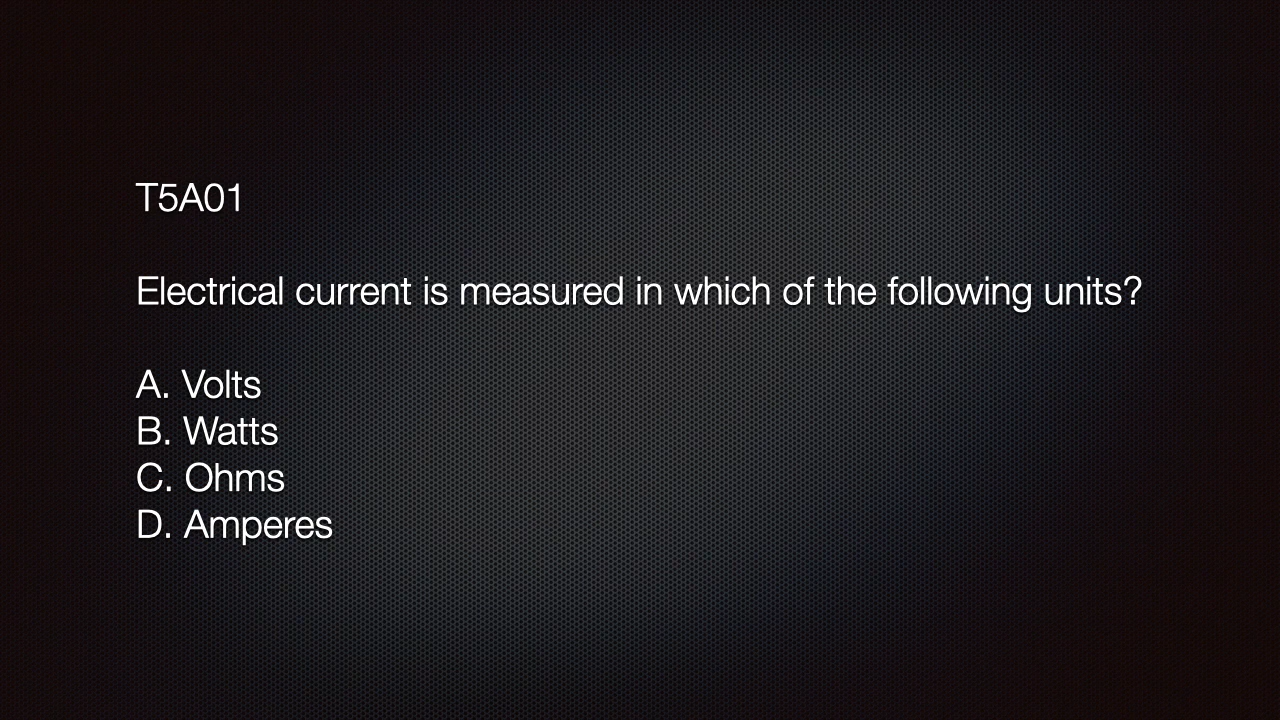 T5A01
Electrical current is measured in which of the following units?
A. Volts
B. Watts
C. Ohms
D. Amperes